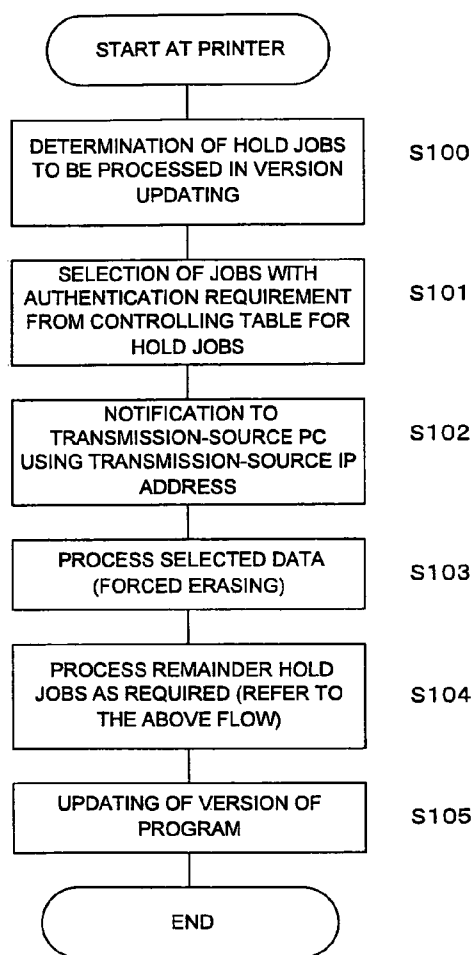 START AT PRINTER
DETERMINATION OF HOLD JOBS
TO BE PROCESSED IN VERSION
UPDATING
S100
SELECTION OF JOBS WITH
AUTHENTICATION REQUIREMENT
FROM CONTROLLING TABLE FOR
HOLD JOBS
S101
NOTIFICATION TO
TRANSMISSION-SOURCE PC
USING TRANSMISSION-SOURCE IP
ADDRESS
S102
PROCESS SELECTED DATA
(FORCED ERASING)
S103
PROCESS REMAINDER HOLD
JOBS AS REQUIRED (REFER TO
THE ABOVE FLOW)
S104
UPDATING OF VERSION OF
PROGRAM
S105
END